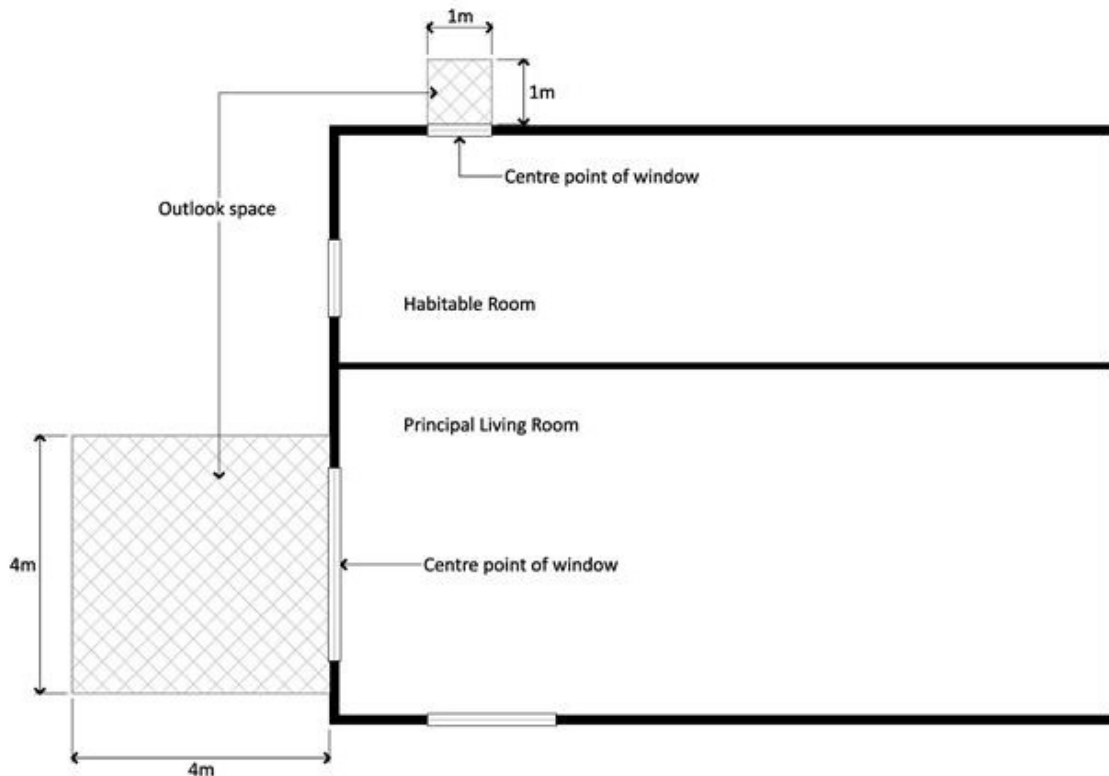 1m
1m
Centre point of window
Outlook space
Habitable Room
Principal Living Room
4m
Centre point of window
4m